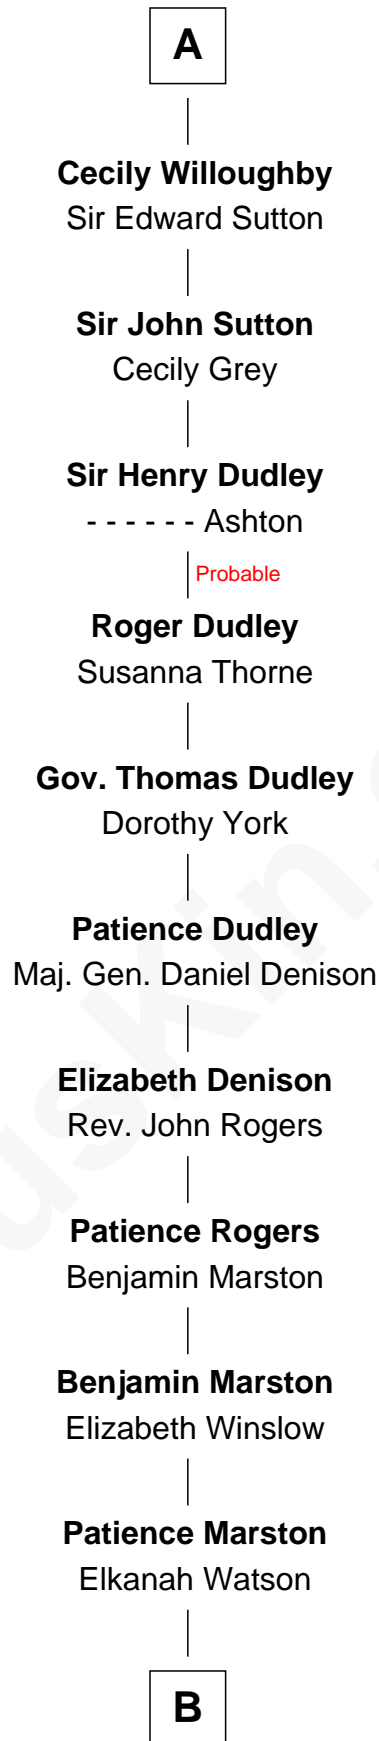 A
Cecily Willoughby
Sir Edward Sutton
Sir John Sutton
Cecily Grey
Sir Henry Dudley
- - - - - - Ashton
Probable
Roger Dudley
Susanna Thorne
Gov. Thomas Dudley
Dorothy York
Patience Dudley
Maj. Gen. Daniel Denison
Elizabeth Denison
Rev. John Rogers
Patience Rogers
Benjamin Marston
Benjamin Marston
Elizabeth Winslow
Patience Marston
Elkanah Watson
B